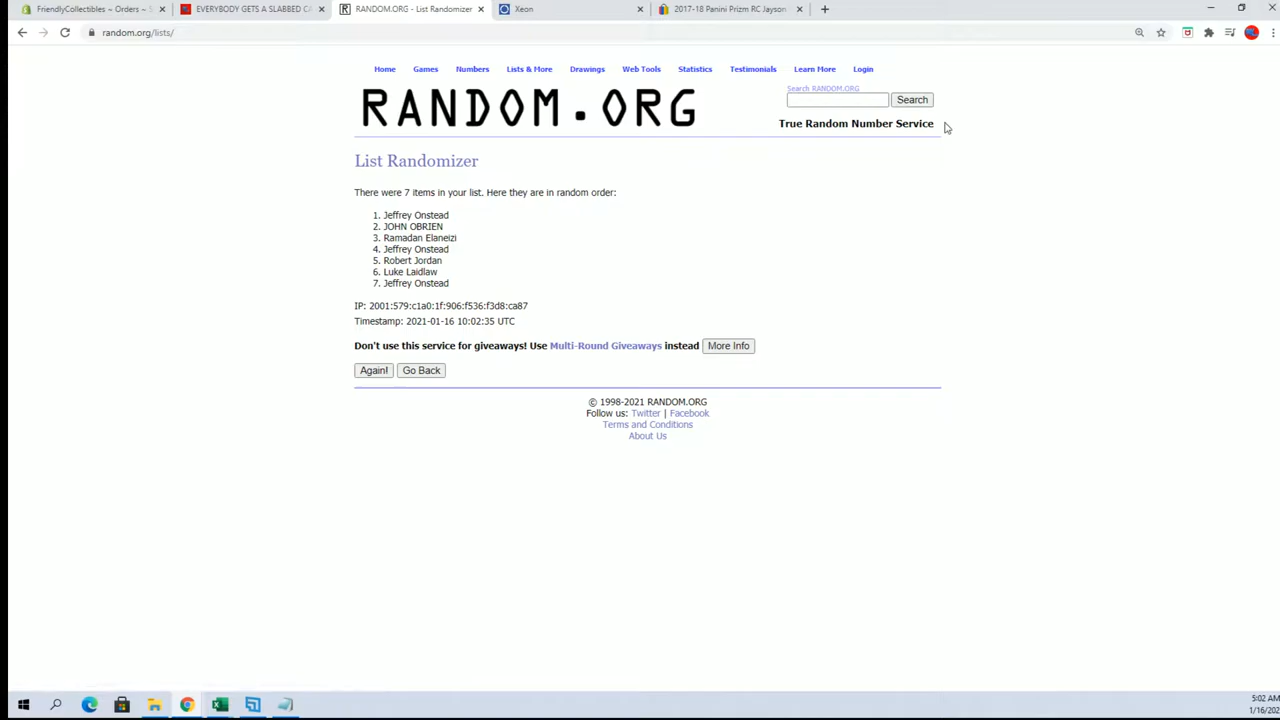 FriendlyCollectibles ~ Orders ~ S
EVERYBODY GETS A SLABBED CA
RANDOM.ORG - List Randomizer
Xeon
2017-18 Panini Prizm RC Jayson
random.org/lists/
Home Games Numbers Lists & More Drawings Web Tools Statistics Testimonials Learn More Login
RANDOM.ORG
Search RANDOM.ORG
Search
True Random Number Service
List Randomizer
There were 7 items in your list. Here they are in random order:
1. Jeffrey Onstead
2. JOHN OBRIEN
3. Ramadan Elaneizi
4. Jeffrey Onstead
5. Robert Jordan
6. Luke Laidlaw
7. Jeffrey Onstead
IP: 2001:579:c1a0:1f:906:f536:f3d8:ca87
Timestamp: 2021-01-16 10:02:35 UTC
Don't use this service for giveaways! Use Multi-Round Giveaways instead More Info
Again! Go Back
© 1998-2021 RANDOM.ORG
Follow us: Twitter | Facebook
Terms and Conditions
About Us
5:02 AM
1/16/202